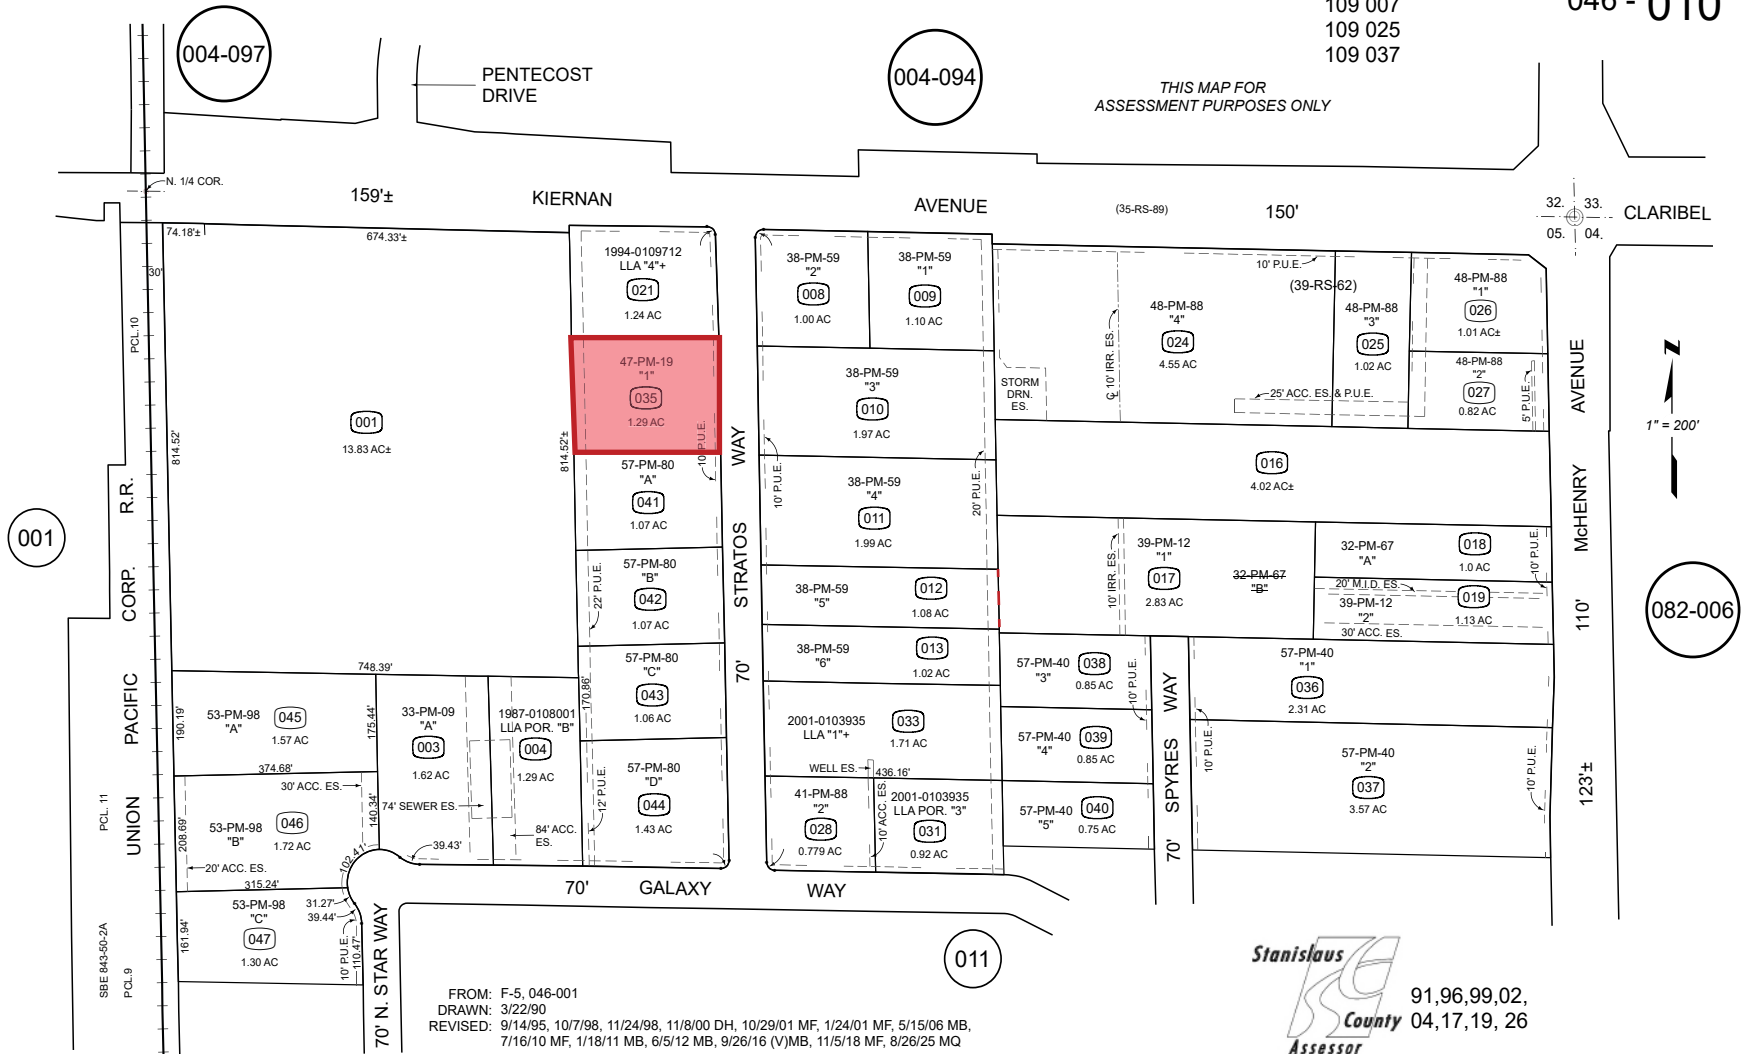 109 007
109 025
109 037
046 - 010
004-097
PENTECOST
DRIVE
004-094
THIS MAP FOR
ASSESSMENT PURPOSES ONLY
N. 1/4 COR.
159'±
KIERNAN
AVENUE
(35-RS-89)
150'
32. 33.
05. 04.
CLARIBEL
74.18'±
674.33'±
30'
PCL.10
814.52'
001
13.83 AC±
814.52'±
748.39'
1994-0109712
LLA "4"+
021
1.24 AC
47-PM-19
"1"
035
1.29 AC
10' P.U.E.
57-PM-80
"A"
041
1.07 AC
57-PM-80
"B"
042
1.07 AC
22' P.U.E.
57-PM-80
"C"
043
1.06 AC
170.86'
57-PM-80
"D"
044
1.43 AC
12' P.U.E.
70' STRATOS WAY
38-PM-59
"2"
008
1.00 AC
38-PM-59
"1"
009
1.10 AC
38-PM-59
"3"
010
1.97 AC
10' P.U.E.
20' P.U.E.
38-PM-59
"4"
011
1.99 AC
38-PM-59
"5"
012
1.08 AC
38-PM-59
"6"
013
1.02 AC
2001-0103935
LLA "1"+
033
1.71 AC
WELL ES.
436.16'
41-PM-88
"2"
028
0.779 AC
10' ACC. ES.
2001-0103935
LLA POR. "3"
031
0.92 AC
10' P.U.E.
(39-RS-62)
48-PM-88
"4"
024
4.55 AC
48-PM-88
"3"
025
1.02 AC
48-PM-88
"1"
026
1.01 AC±
48-PM-88
"2"
027
0.82 AC
5' P.U.E.
STORM
DRN.
ES.
℄ 10' IRR. ES.
25' ACC. ES. & P.U.E.
016
4.02 AC±
10' IRR. ES.
39-PM-12
"1"
017
2.83 AC
32-PM-67
"B"
32-PM-67
"A"
018
1.0 AC
10' P.U.E.
20' M.I.D. ES.
39-PM-12
"2"
019
1.13 AC
30' ACC. ES.
57-PM-40
"3"
038
0.85 AC
10' P.U.E.
57-PM-40
"4"
039
0.85 AC
57-PM-40
"5"
040
0.75 AC
70' SPYRES WAY
57-PM-40
"1"
036
2.31 AC
10' P.U.E.
57-PM-40
"2"
037
3.57 AC
10' P.U.E.
123'± 110' McHENRY AVENUE
Z
1" = 200'
082-006
001
UNION PACIFIC CORP. R.R.
PCL. 11
SBE 843-50-2A
PCL.9
53-PM-98
"A"
045
1.57 AC
190.19'
175.44'
374.68'
30' ACC. ES.
53-PM-98
"B"
046
1.72 AC
208.69'
140.34'
20' ACC. ES.
315.24'
102.41'
53-PM-98
"C"
047
1.30 AC
161.94'
31.27'
39.44'
10' P.U.E.
110.47'
33-PM-09
"A"
003
1.62 AC
74' SEWER ES.
39.43'
1987-0108001
LLA POR. "B"
004
1.29 AC
84' ACC.
ES.
70' GALAXY WAY
70' N. STAR WAY
011
FROM: F-5, 046-001
DRAWN: 3/22/90
REVISED: 9/14/95, 10/7/98, 11/24/98, 11/8/00 DH, 10/29/01 MF, 1/24/01 MF, 5/15/06 MB,
7/16/10 MF, 1/18/11 MB, 6/5/12 MB, 9/26/16 (V)MB, 11/5/18 MF, 8/26/25 MQ
Stanislaus
County
Assessor
91,96,99,02,
04,17,19, 26